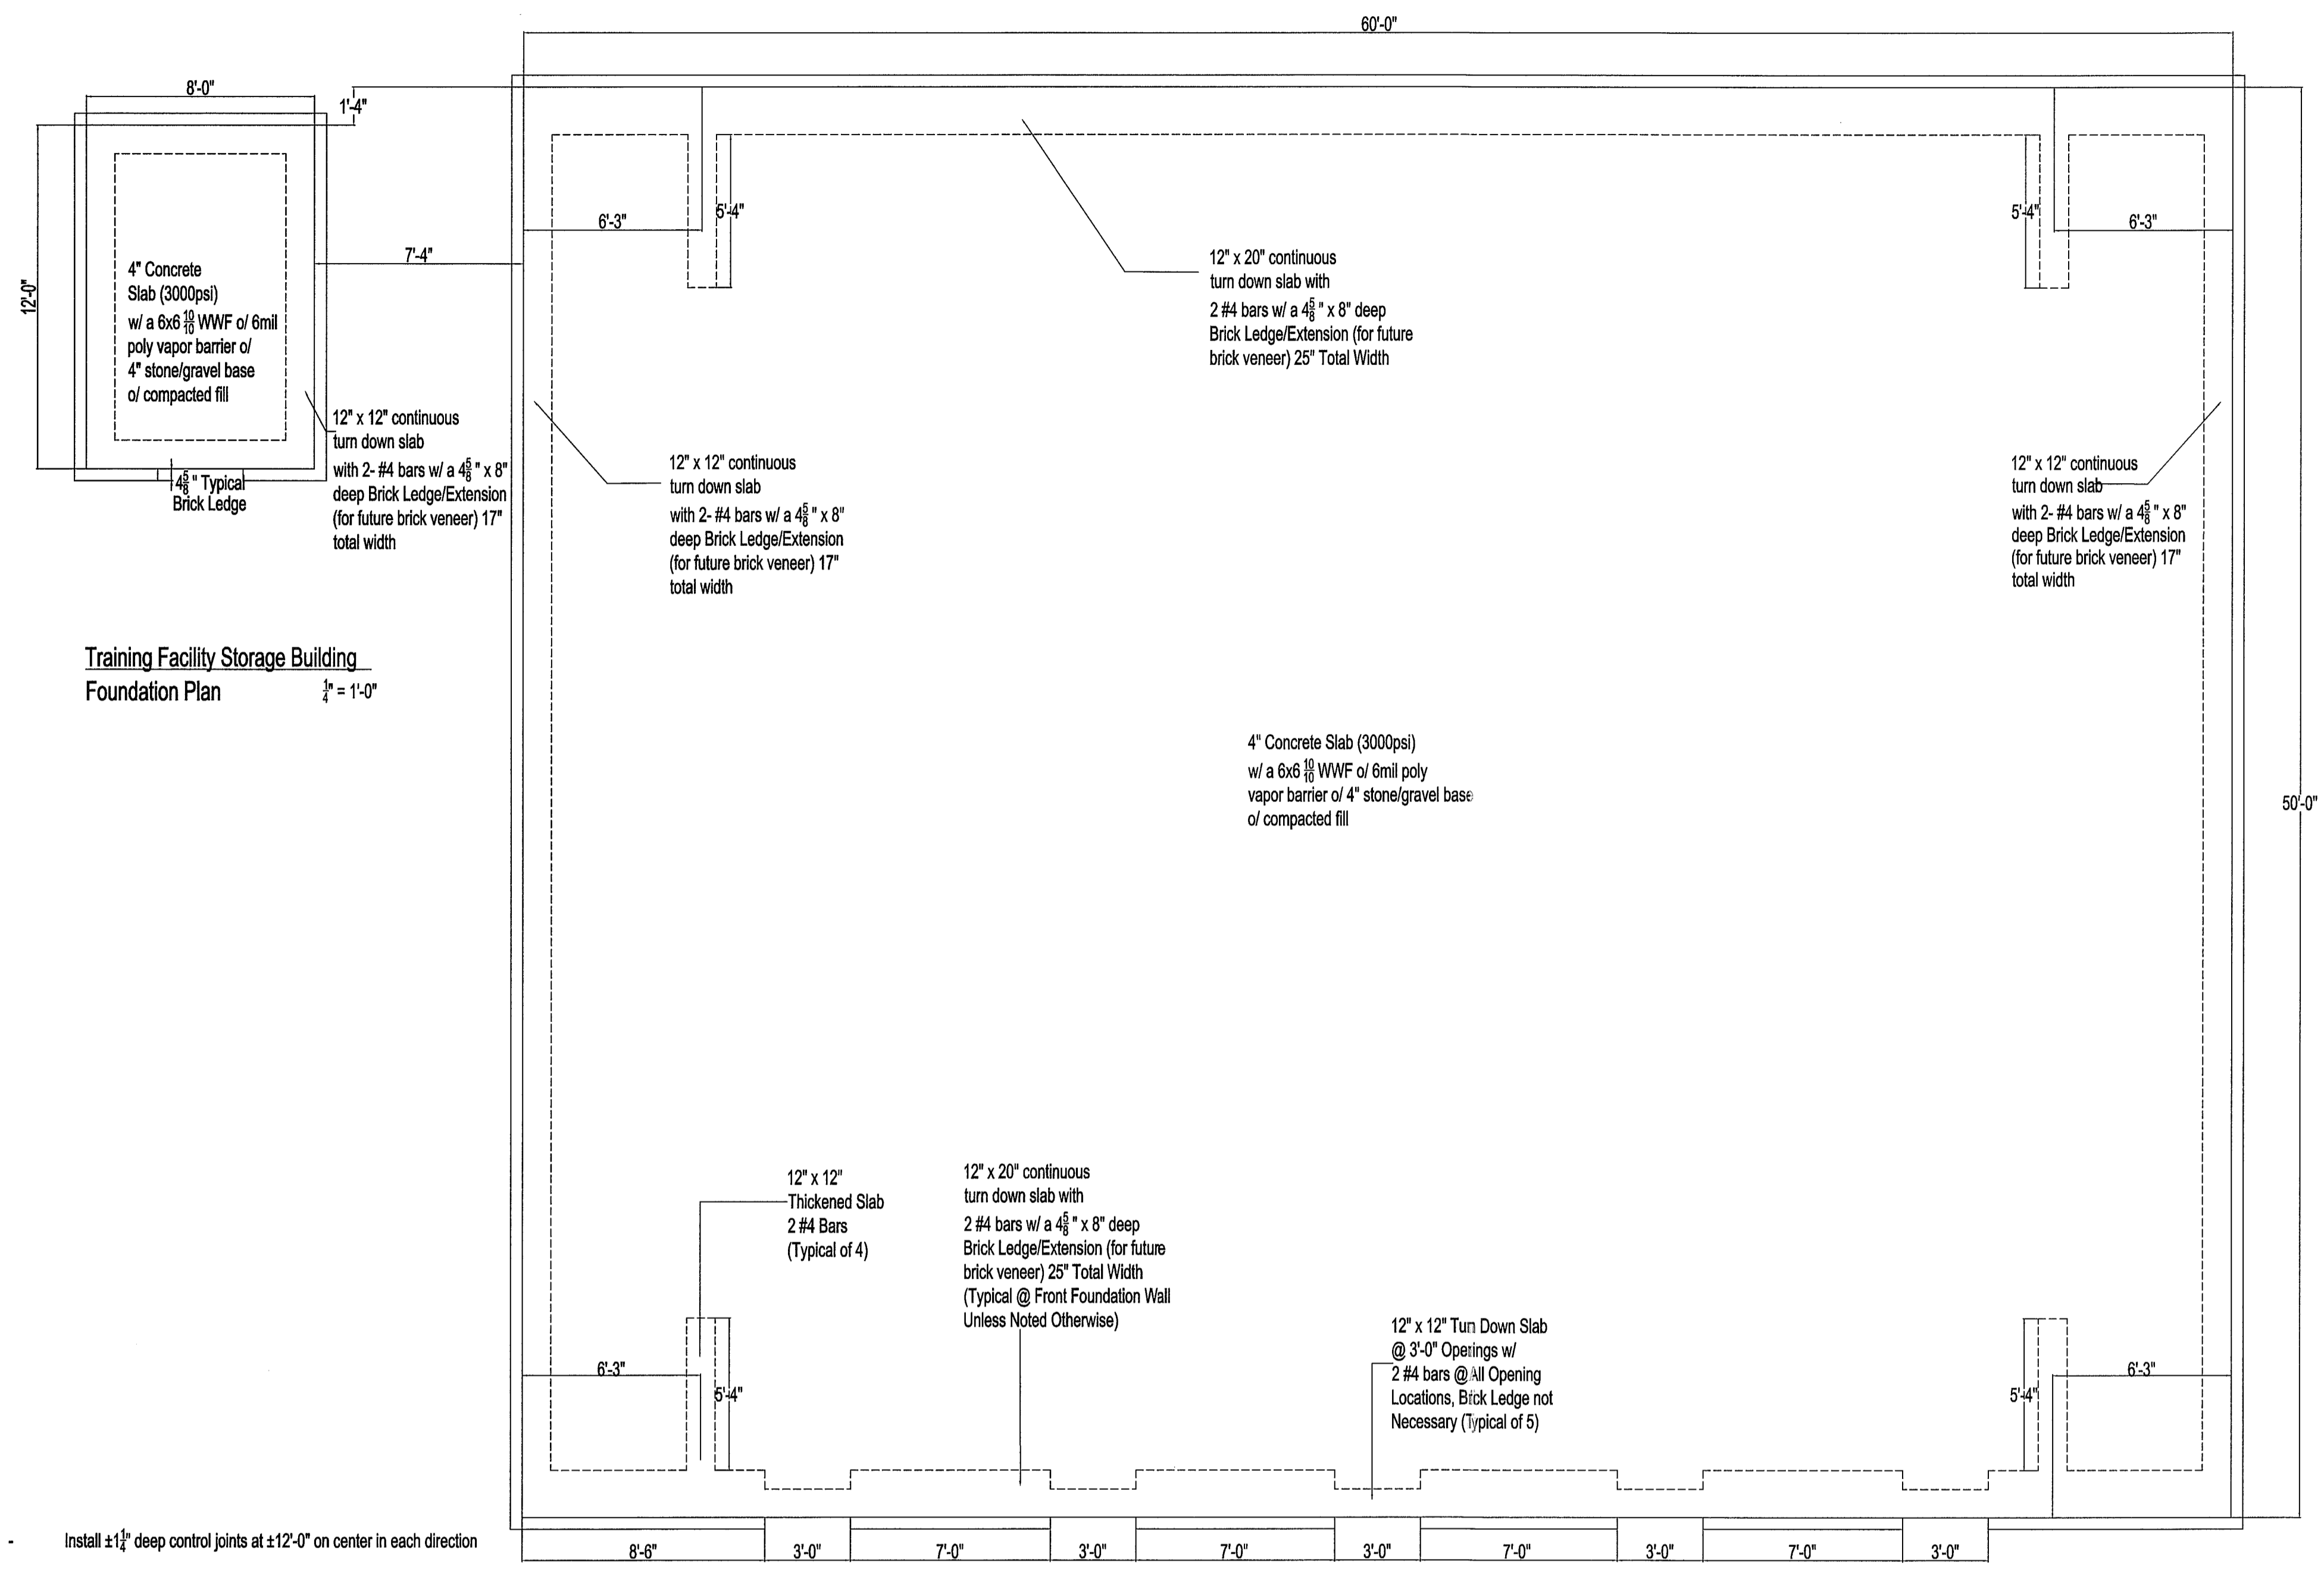 60'-0"
8'-0"
1'-4"
12'-0"
4" Concrete
Slab (3000psi)
w/ a 6x6 10/10 WWF o/ 6mil
poly vapor barrier o/
4" stone/gravel base
o/ compacted fill
7'-4"
12" x 12" continuous
turn down slab
with 2- #4 bars w/ a 4 5/8" x 8"
deep Brick Ledge/Extension
(for future brick veneer) 17"
total width
4 5/8" Typical
Brick Ledge
Training Facility Storage Building
Foundation Plan 1/4" = 1'-0"
6'-3"
5'-4"
12" x 20" continuous
turn down slab with
2 #4 bars w/ a 4 5/8" x 8" deep
Brick Ledge/Extension (for future
brick veneer) 25" Total Width
5'-4"
6'-3"
12" x 12" continuous
turn down slab
with 2- #4 bars w/ a 4 5/8" x 8"
deep Brick Ledge/Extension
(for future brick veneer) 17"
total width
12" x 12" continuous
turn down slab
with 2- #4 bars w/ a 4 5/8" x 8"
deep Brick Ledge/Extension
(for future brick veneer) 17"
total width
4" Concrete Slab (3000psi)
w/ a 6x6 10/10 WWF o/ 6mil poly
vapor barrier o/ 4" stone/gravel base
o/ compacted fill
50'-0"
12" x 12"
Thickened Slab
2 #4 Bars
(Typical of 4)
12" x 20" continuous
turn down slab with
2 #4 bars w/ a 4 5/8" x 8" deep
Brick Ledge/Extension (for future
brick veneer) 25" Total Width
(Typical @ Front Foundation Wall
Unless Noted Otherwise)
12" x 12" Turn Down Slab
@ 3'-0" Openings w/
2 #4 bars @ All Opening
Locations, Brick Ledge not
Necessary (Typical of 5)
6'-3"
5'-4"
5'-4"
6'-3"
- Install ±1 1/4" deep control joints at ±12'-0" on center in each direction
8'-6" 3'-0" 7'-0" 3'-0" 7'-0" 3'-0" 7'-0" 3'-0" 7'-0" 3'-0"